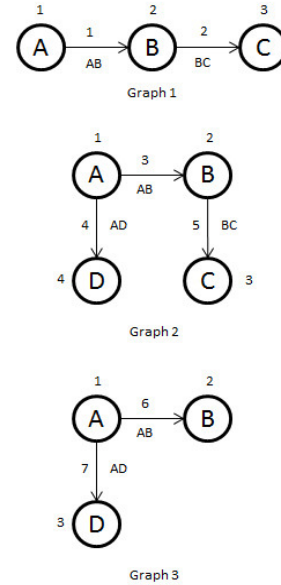 1 2 3
A 1 B 2 C
AB BC
Graph 1
1 2
A 3 B
AB
4 AD 5 BC
4 D C 3
Graph 2
1 2
A 6 B
AB
7 AD
3 D
Graph 3